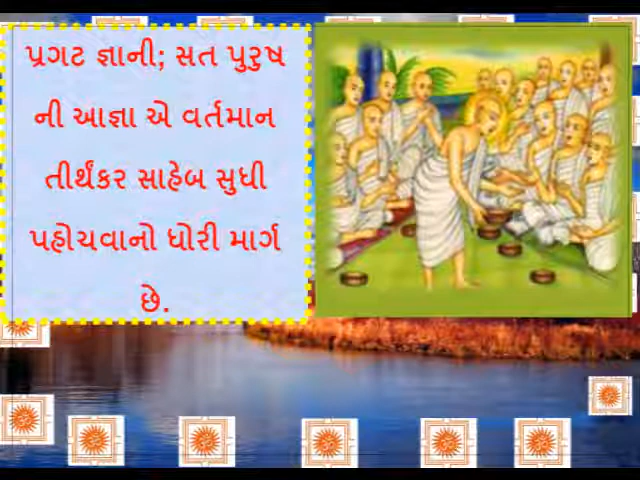 પ્રગટ જ્ઞાની; સત પુરુષ
ની આજ્ઞા એ વર્તમાન
તીર્થંકર સાહેબ સુધી
પહોચવાનો ધોરી માર્ગ
છે.